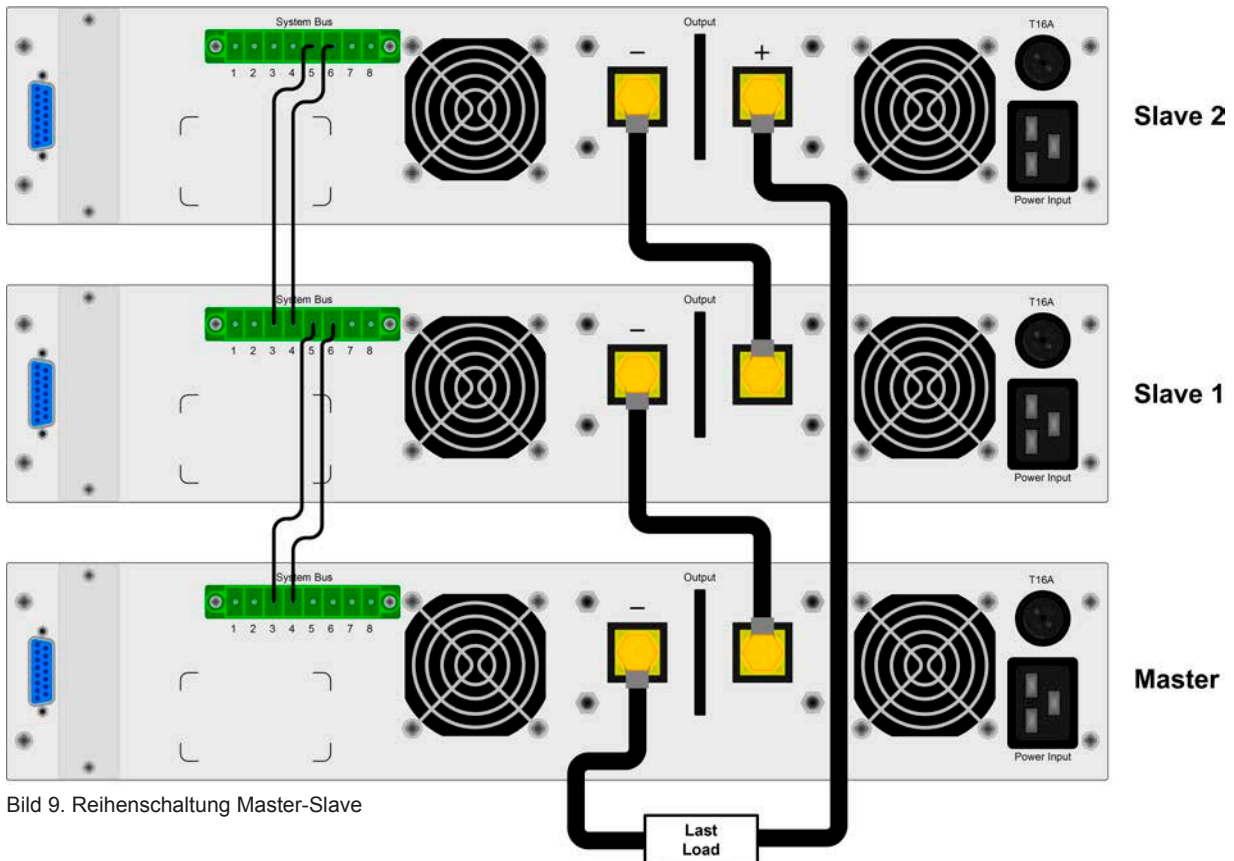 System Bus
Output
T16A
− +
1 2 3 4 5 6 7 8
Slave 2
Power Input
System Bus
Output
T16A
−
1 2 3 4 5 6 7 8
Slave 1
Power Input
System Bus
Output
T16A
−
1 2 3 4 5 6 7 8
Master
Power Input
Bild 9. Reihenschaltung Master-Slave
Last
Load